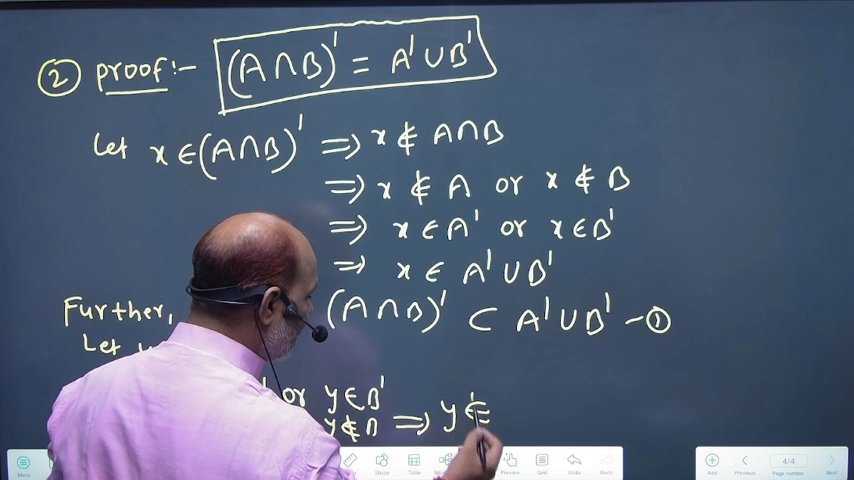 ② proof:- (A∩B)' = A'∪B'
Let x∈(A∩B)' ⇒ x∉A∩B
⇒ x∉A or x∉B
⇒ x∈A' or x∈B'
⇒ x∈A'∪B'
(A∩B)' ⊂ A'∪B' -①
Further,
Let
or y∈B'
y∉B ⇒ y∉
Menu
Shape
Table
Grid
Undo
Redo
Add
Previous
4/4
Page number
Next